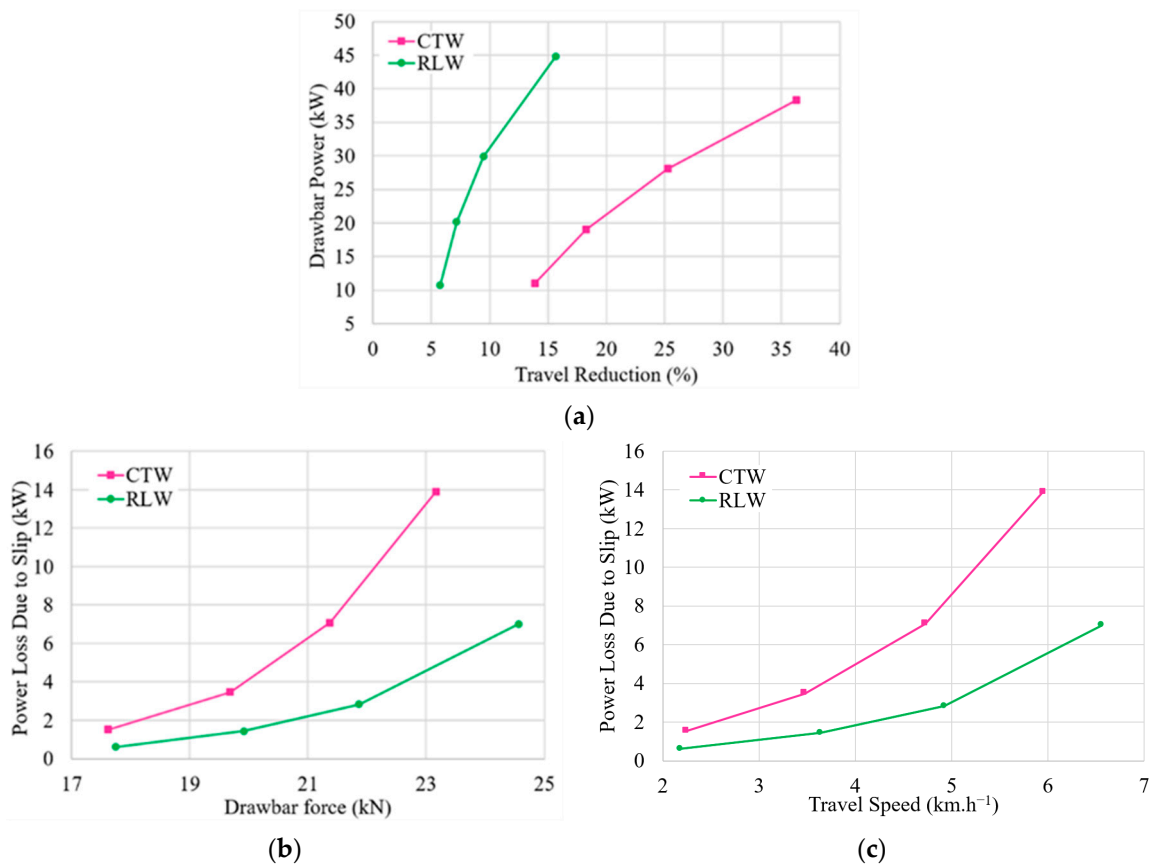 50
45
40
35
30
25
20
15
10
5
Drawbar Power (kW)
CTW
RLW
0 5 10 15 20 25 30 35 40
Travel Reduction (%)
(a)
16
14
12
10
8
6
4
2
0
Power Loss Due to Slip (kW)
CTW
RLW
17 19 21 23 25
Drawbar force (kN)
(b)
16
14
12
10
8
6
4
2
0
Power Loss Due to Slip (kW)
CTW
RLW
2 3 4 5 6 7
Travel Speed (km.h⁻¹)
(c)